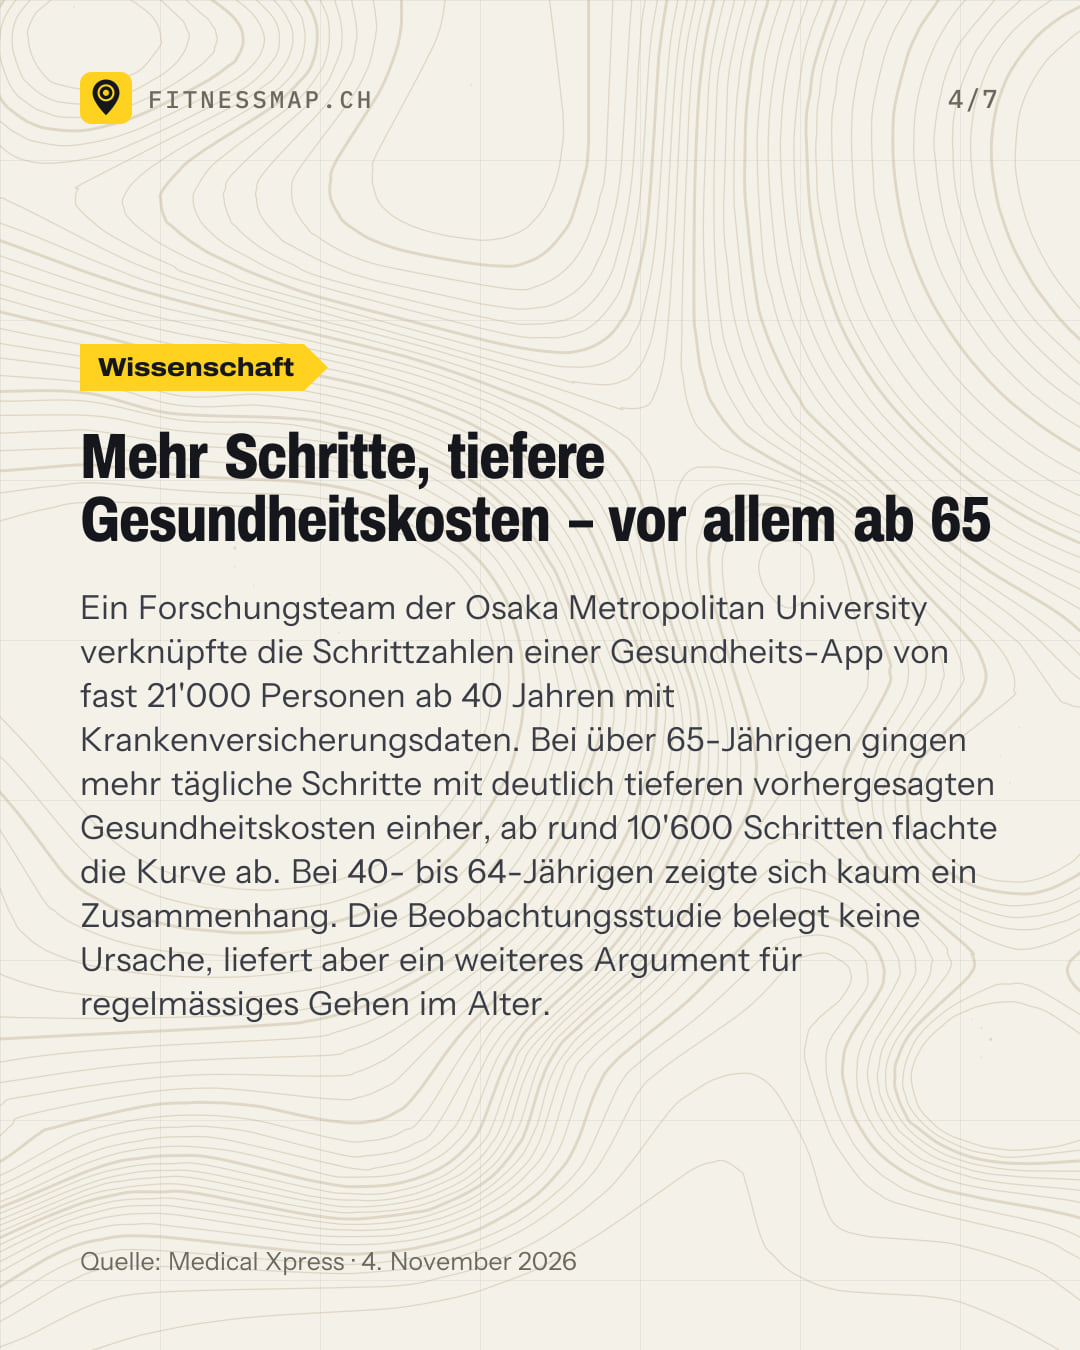 FITNESSMAP.CH
4/7
Wissenschaft
Mehr Schritte, tiefere
Gesundheitskosten – vor allem ab 65
Ein Forschungsteam der Osaka Metropolitan University
verknüpfte die Schrittzahlen einer Gesundheits-App von
fast 21'000 Personen ab 40 Jahren mit
Krankenversicherungsdaten. Bei über 65-Jährigen gingen
mehr tägliche Schritte mit deutlich tieferen vorhergesagten
Gesundheitskosten einher, ab rund 10'600 Schritten flachte
die Kurve ab. Bei 40- bis 64-Jährigen zeigte sich kaum ein
Zusammenhang. Die Beobachtungsstudie belegt keine
Ursache, liefert aber ein weiteres Argument für
regelmässiges Gehen im Alter.
Quelle: Medical Xpress · 4. November 2026